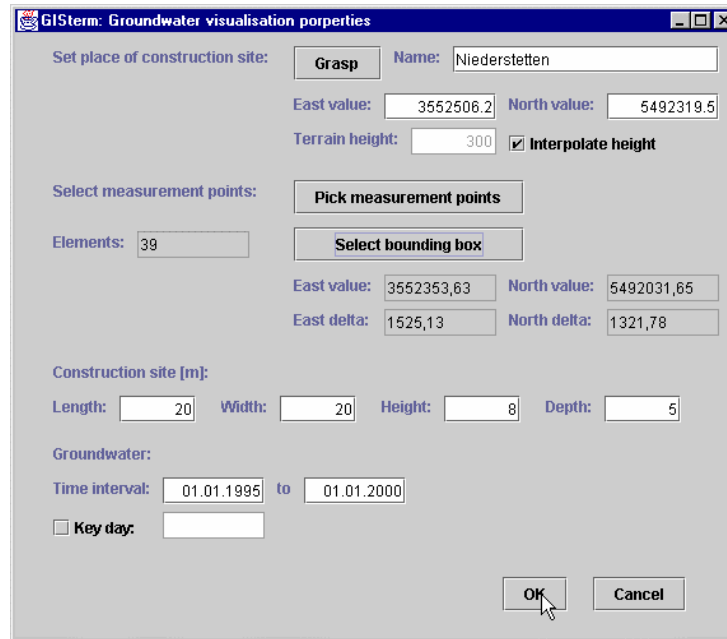 GISterm: Groundwater visualisation porperties
Set place of construction site: Grasp Name: Niederstetten
East value: 3552506.2 North value: 5492319.5
Terrain height: 300 Interpolate height
Select measurement points: Pick measurement points
Elements: 39 Select bounding box
East value: 3552353,63 North value: 5492031,65
East delta: 1525,13 North delta: 1321,78
Construction site [m]:
Length: 20 Width: 20 Height: 8 Depth: 5
Groundwater:
Time interval: 01.01.1995 to 01.01.2000
Key day:
OK Cancel